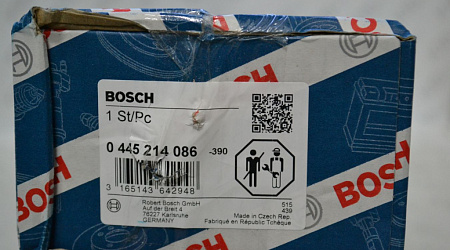 BOSCH
BOSCH
BOSCH
BOSCH
1 St/Pc
0 445 214 086 -390
3 165143 642948
Robert Bosch GmbH
Auf der Breit 4
76227 Karlsruhe
GERMANY
515
439
Made in Czech Rep.
Fabriqué en République Tchèque
BOSCH